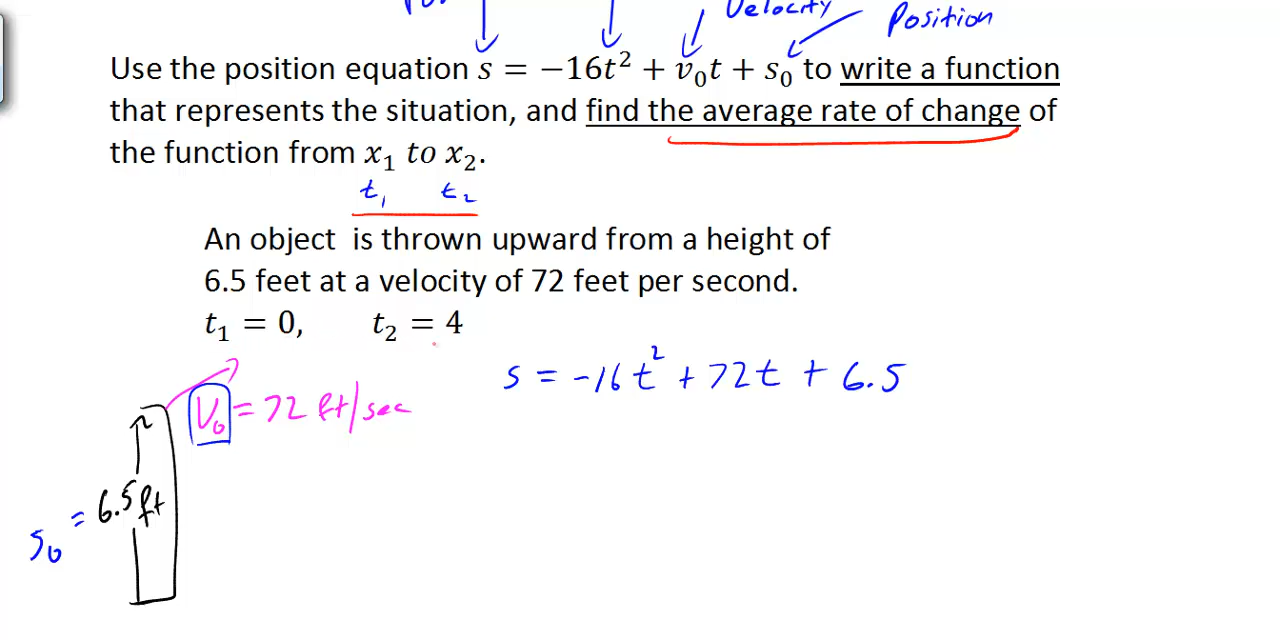 Velocity
Position
Use the position equation s = −16t² + v₀t + s₀ to write a function
that represents the situation, and find the average rate of change of
the function from x₁ to x₂.
t₁ t₂
An object is thrown upward from a height of
6.5 feet at a velocity of 72 feet per second.
t₁ = 0, t₂ = 4
s = -16t² + 72t + 6.5
V₀ = 72 ft/sec
S₀ = 6.5 ft